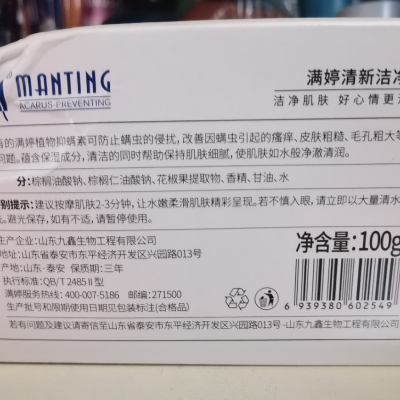 MANTING
ACARUS-PREVENTING
满婷清新洁净
洁净肌肤 好心情更
有的满婷植物抑螨素可防止螨虫的侵扰，改善因螨虫引起的瘙痒、皮肤粗糙、毛孔粗大等
问题。蕴含保湿成分，清洁的同时帮助保持肌肤细腻，使肌肤如水般净澈清润。
分：棕榈油酸钠、棕榈仁油酸钠、花椒果提取物、香精、甘油、水
别提示：建议按摩肌肤2-3分钟，让水嫩柔滑肌肤精彩呈现。若不慎入眼，请立即以大量清水
洗。避光保存，如有不适，请暂停使用。
生产企业：山东九鑫生物工程有限公司
址：山东省泰安市东平经济开发区兴园路013号
产地：山东·泰安 保质期：三年
执行标准：QB/T 2485 II型
满婷服务热线：400-007-5186 邮编：271500
生产批号和限期使用日期见包装标注(合格品)
若有问题及建议请寄信至山东省泰安市东平经济开发区兴园路013号-山东九鑫生物工程有限公司
净含量：100g
6 939380 602549